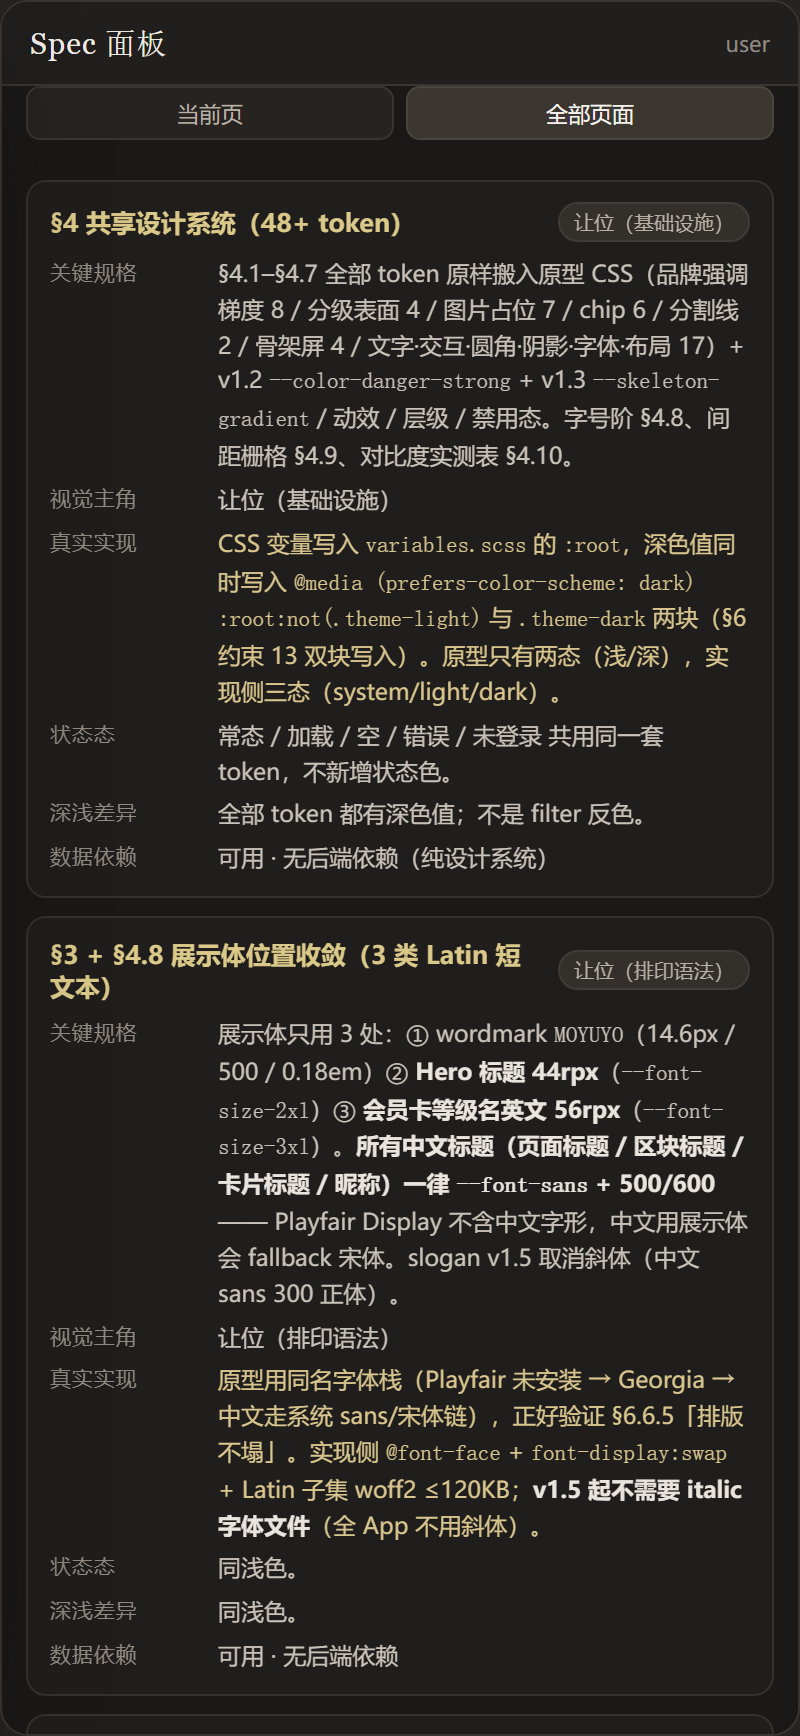 Spec 面板
user
当前页
全部页面
§4 共享设计系统（48+ token）
让位（基础设施）
关键规格
§4.1–§4.7 全部 token 原样搬入原型 CSS（品牌强调
梯度 8 / 分级表面 4 / 图片占位 7 / chip 6 / 分割线
2 / 骨架屏 4 / 文字·交互·圆角·阴影·字体·布局 17）+
v1.2 --color-danger-strong + v1.3 --skeleton-
gradient / 动效 / 层级 / 禁用态。字号阶 §4.8、间
距栅格 §4.9、对比度实测表 §4.10。
视觉主角
让位（基础设施）
真实实现
CSS 变量写入 variables.scss 的 :root，深色值同
时写入 @media (prefers-color-scheme: dark)
:root:not(.theme-light) 与 .theme-dark 两块（§6
约束 13 双块写入）。原型只有两态（浅/深），实
现侧三态（system/light/dark）。
状态态
常态 / 加载 / 空 / 错误 / 未登录 共用同一套
token，不新增状态色。
深浅差异
全部 token 都有深色值；不是 filter 反色。
数据依赖
可用 · 无后端依赖（纯设计系统）
§3 + §4.8 展示体位置收敛（3 类 Latin 短
文本）
让位（排印语法）
关键规格
展示体只用 3 处：① wordmark MOYUYO（14.6px /
500 / 0.18em）② Hero 标题 44rpx（--font-
size-2xl）③ 会员卡等级名英文 56rpx（--font-
size-3xl）。所有中文标题（页面标题 / 区块标题 /
卡片标题 / 昵称）一律 --font-sans + 500/600
—— Playfair Display 不含中文字形，中文用展示体
会 fallback 宋体。slogan v1.5 取消斜体（中文
sans 300 正体）。
视觉主角
让位（排印语法）
真实实现
原型用同名字体栈（Playfair 未安装 → Georgia →
中文走系统 sans/宋体链），正好验证 §6.6.5「排版
不塌」。实现侧 @font-face + font-display:swap
+ Latin 子集 woff2 ≤120KB；v1.5 起不需要 italic
字体文件（全 App 不用斜体）。
状态态
同浅色。
深浅差异
同浅色。
数据依赖
可用 · 无后端依赖